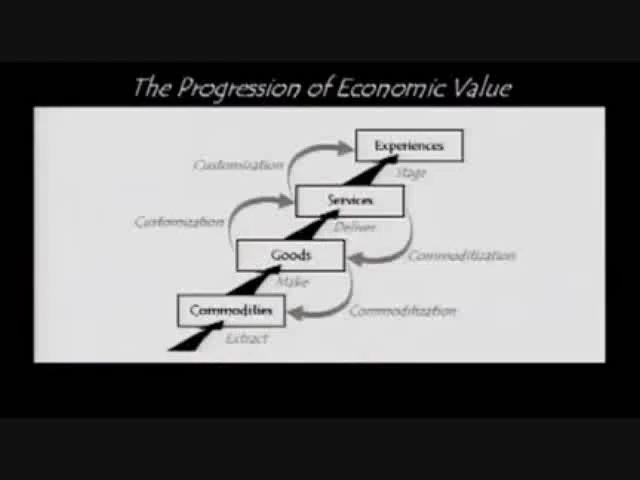 The Progression of Economic Value
Experiences
Customization
Stage
Services
Customization
Deliver
Goods
Commoditization
Make
Commodities
Commoditization
Extract